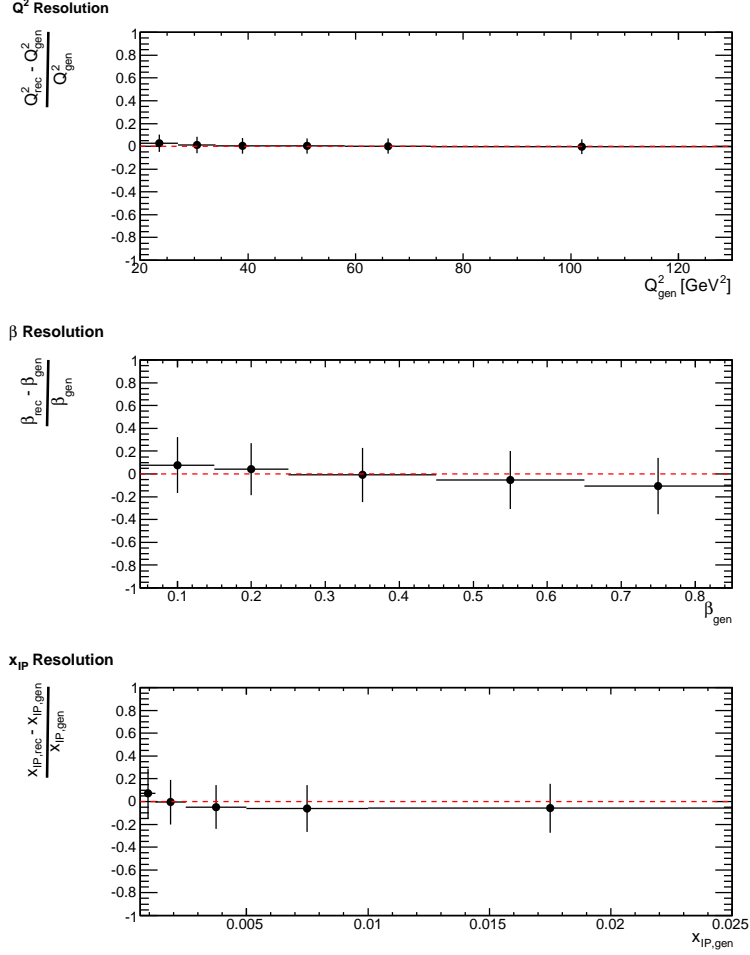 Q² Resolution
Q²rec - Q²gen
Q²gen
1
0.8
0.6
0.4
0.2
0
-0.2
-0.4
-0.6
-0.8
-1
20 40 60 80 100 120
Q²gen [GeV²]
β Resolution
βrec - βgen
βgen
1
0.8
0.6
0.4
0.2
0
-0.2
-0.4
-0.6
-0.8
-1
0.1 0.2 0.3 0.4 0.5 0.6 0.7 0.8
βgen
xIP Resolution
xIP,rec - xIP,gen
xIP,gen
1
0.8
0.6
0.4
0.2
0
-0.2
-0.4
-0.6
-0.8
-1
0.005 0.01 0.015 0.02 0.025
xIP,gen